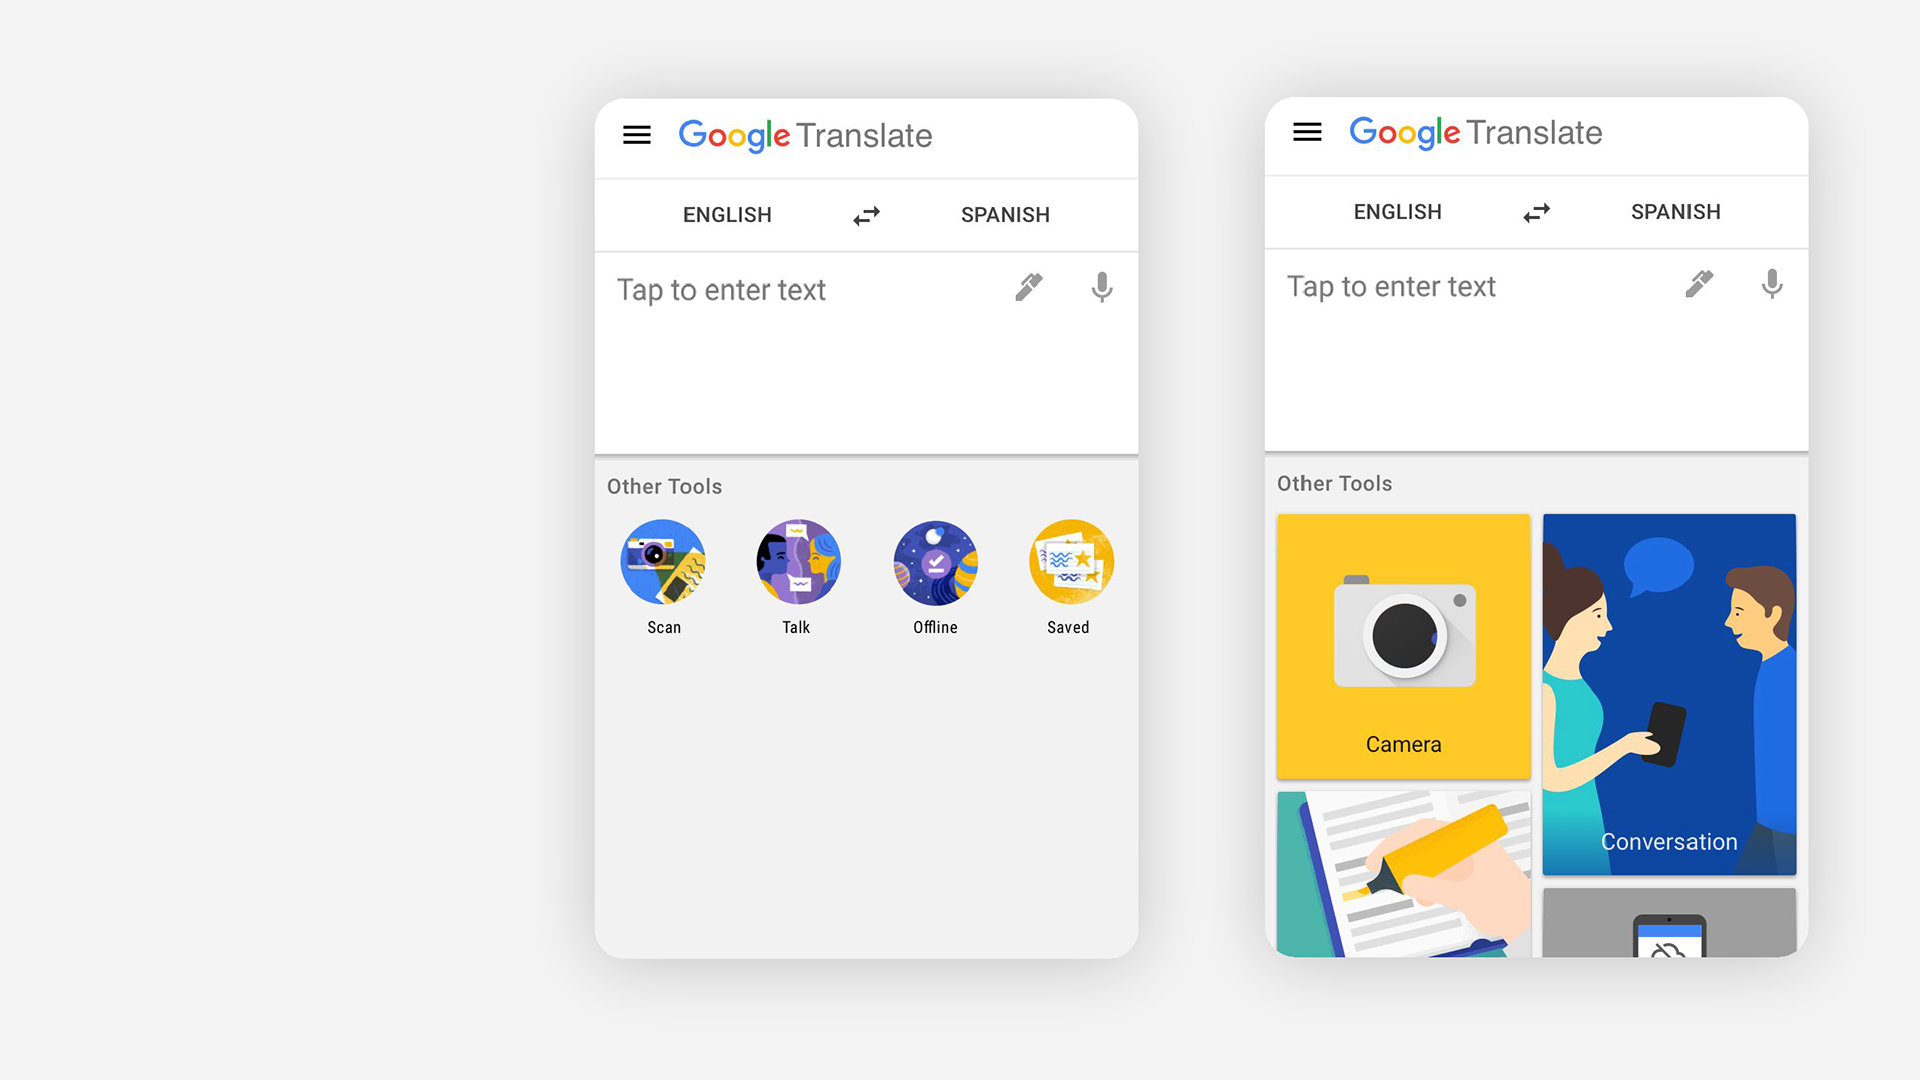 Google Translate
ENGLISH
SPANISH
Tap to enter text
Other Tools
Scan
Talk
Offline
Saved
Google Translate
ENGLISH
SPANISH
Tap to enter text
Other Tools
Camera
Conversation